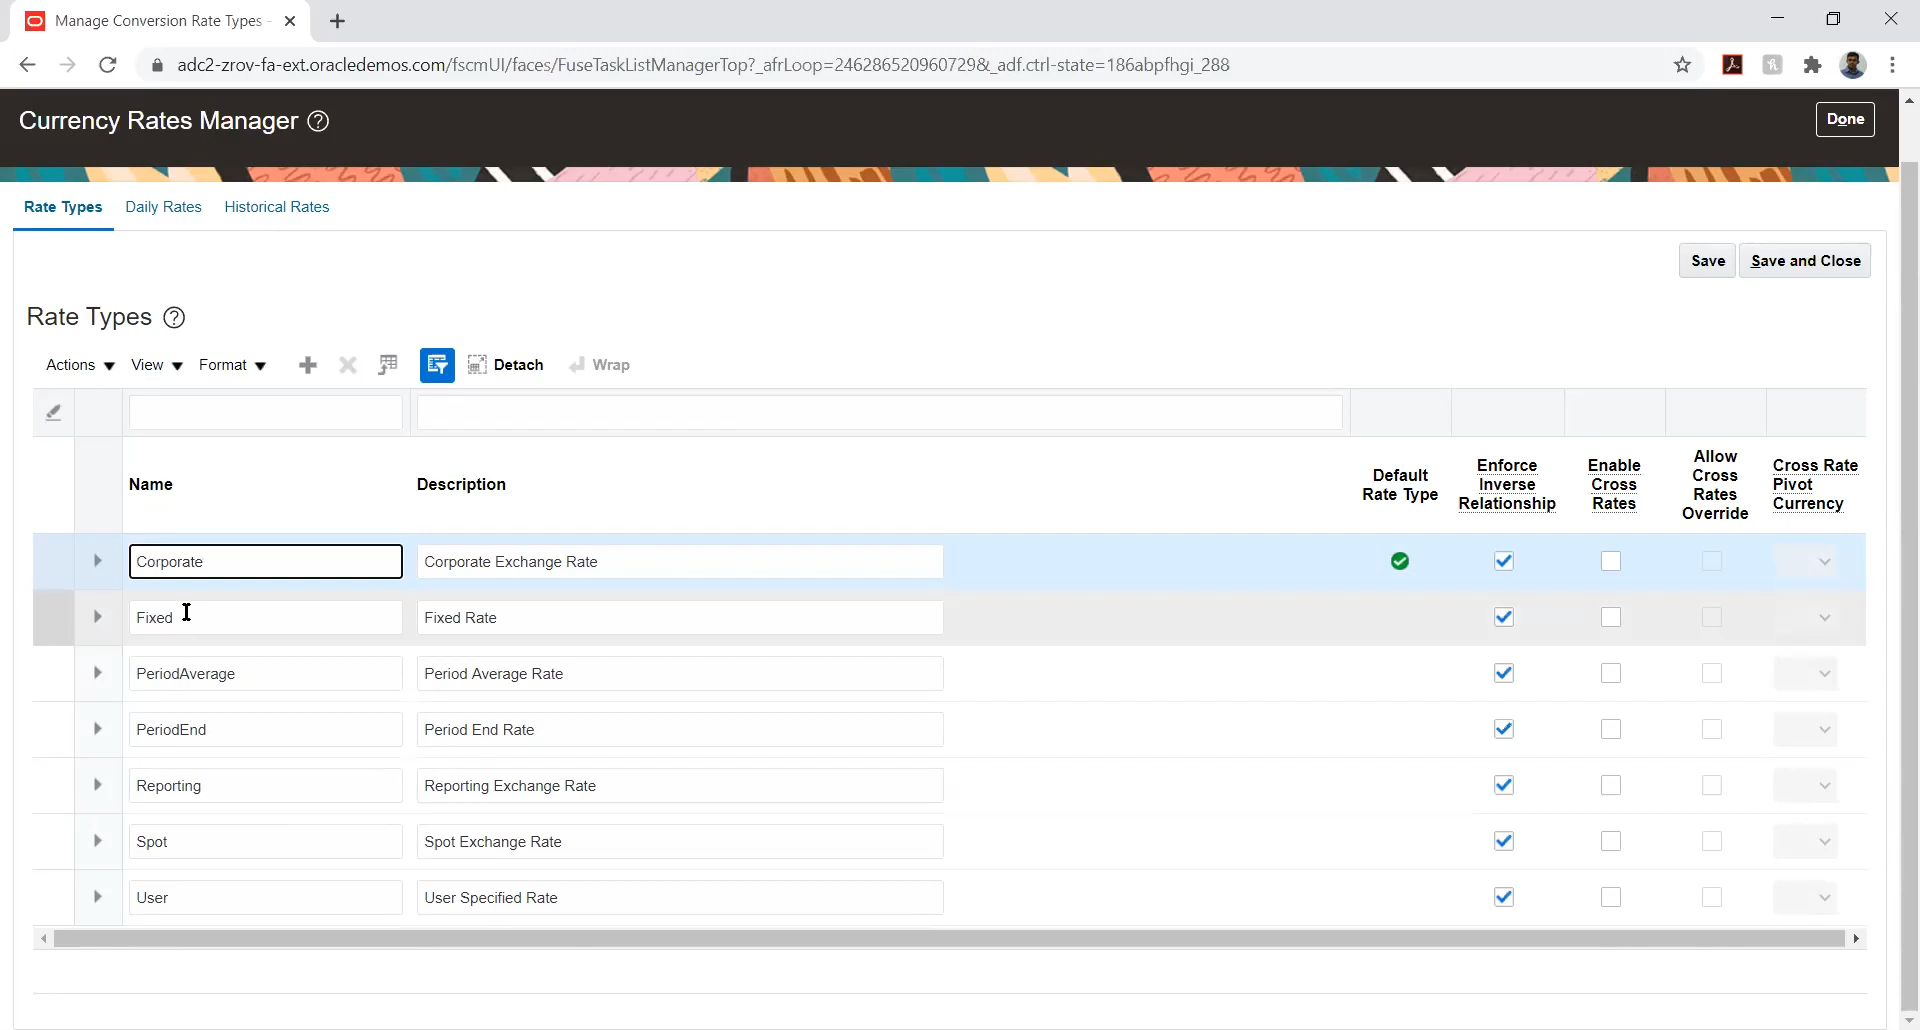 Manage Conversion Rate Types -
adc2-zrov-fa-ext.oracledemos.com/fscmUI/faces/FuseTaskListManagerTop?_afrLoop=246286520960729&_adf.ctrl-state=186abpfhgi_288
Currency Rates Manager
Done
Rate Types Daily Rates Historical Rates
Save Save and Close
Rate Types
Actions View Format Detach Wrap
Name Description Default Rate Type Enforce Inverse Relationship Enable Cross Rates Allow Cross Rates Override Cross Rate Pivot Currency
Corporate Corporate Exchange Rate
Fixed Fixed Rate
PeriodAverage Period Average Rate
PeriodEnd Period End Rate
Reporting Reporting Exchange Rate
Spot Spot Exchange Rate
User User Specified Rate